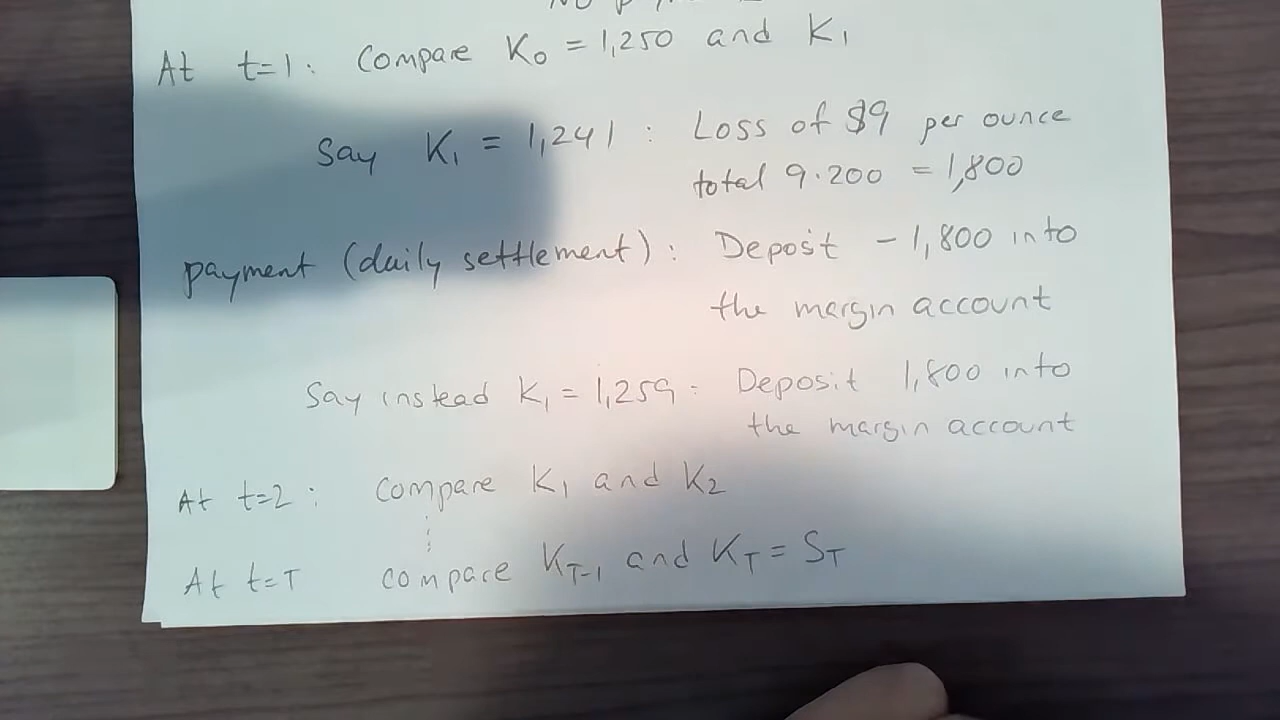 At t=1: Compare K0 = 1,250 and K1
Say K1 = 1,241 : Loss of $9 per ounce
total 9·200 = 1,800
payment (daily settlement): Deposit -1,800 into
the margin account
Say instead K1 = 1,259: Deposit 1,800 into
the margin account
At t=2: compare K1 and K2
At t=T compare KT-1 and KT = ST